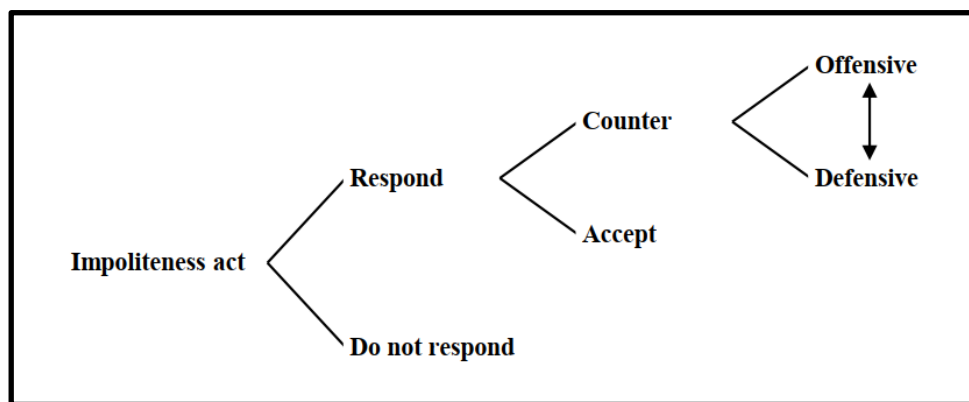 Offensive
Counter
Respond
Defensive
Accept
Impoliteness act
Do not respond